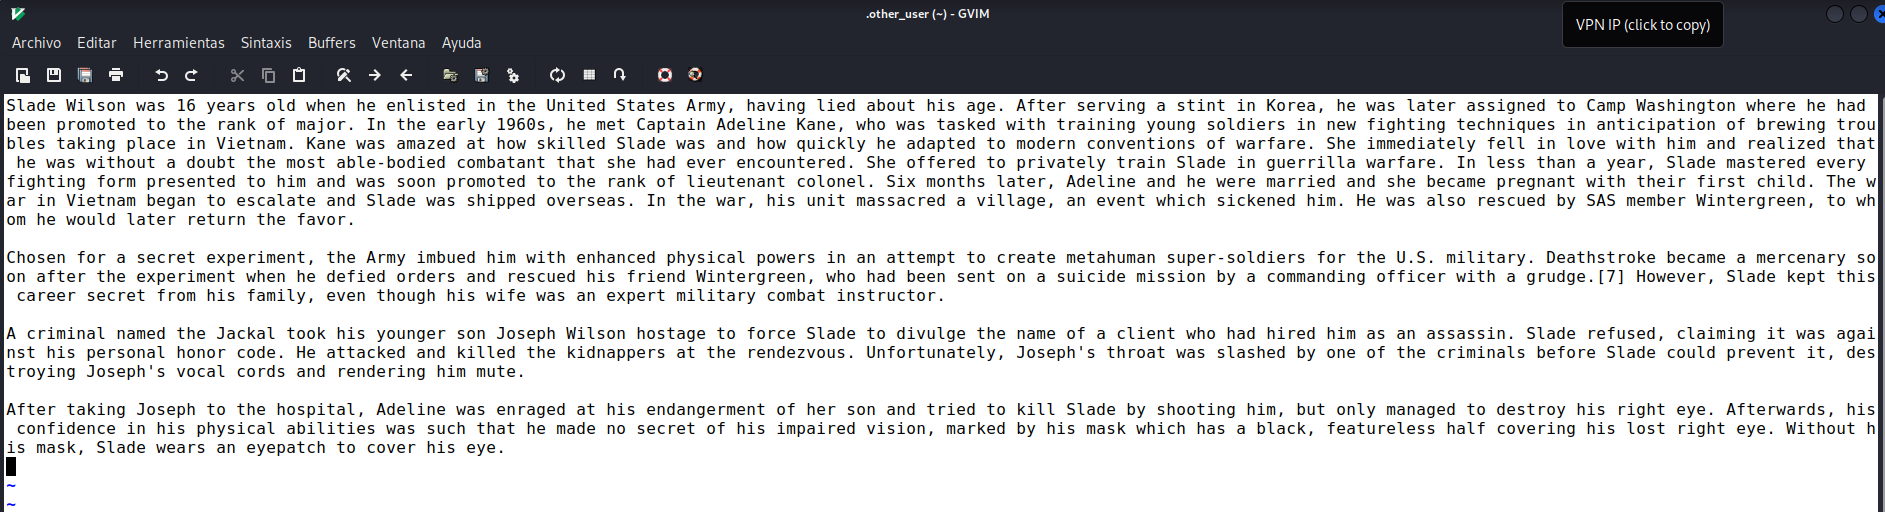 .other_user (~) - GVIM
VPN IP (click to copy)
Archivo Editar Herramientas Sintaxis Buffers Ventana Ayuda
Slade Wilson was 16 years old when he enlisted in the United States Army, having lied about his age. After serving a stint in Korea, he was later assigned to Camp Washington where he had
been promoted to the rank of major. In the early 1960s, he met Captain Adeline Kane, who was tasked with training young soldiers in new fighting techniques in anticipation of brewing trou
bles taking place in Vietnam. Kane was amazed at how skilled Slade was and how quickly he adapted to modern conventions of warfare. She immediately fell in love with him and realized that
he was without a doubt the most able-bodied combatant that she had ever encountered. She offered to privately train Slade in guerrilla warfare. In less than a year, Slade mastered every
fighting form presented to him and was soon promoted to the rank of lieutenant colonel. Six months later, Adeline and he were married and she became pregnant with their first child. The w
ar in Vietnam began to escalate and Slade was shipped overseas. In the war, his unit massacred a village, an event which sickened him. He was also rescued by SAS member Wintergreen, to wh
om he would later return the favor.
Chosen for a secret experiment, the Army imbued him with enhanced physical powers in an attempt to create metahuman super-soldiers for the U.S. military. Deathstroke became a mercenary so
on after the experiment when he defied orders and rescued his friend Wintergreen, who had been sent on a suicide mission by a commanding officer with a grudge.[7] However, Slade kept this
career secret from his family, even though his wife was an expert military combat instructor.
A criminal named the Jackal took his younger son Joseph Wilson hostage to force Slade to divulge the name of a client who had hired him as an assassin. Slade refused, claiming it was agai
nst his personal honor code. He attacked and killed the kidnappers at the rendezvous. Unfortunately, Joseph's throat was slashed by one of the criminals before Slade could prevent it, des
troying Joseph's vocal cords and rendering him mute.
After taking Joseph to the hospital, Adeline was enraged at his endangerment of her son and tried to kill Slade by shooting him, but only managed to destroy his right eye. Afterwards, his
confidence in his physical abilities was such that he made no secret of his impaired vision, marked by his mask which has a black, featureless half covering his lost right eye. Without h
is mask, Slade wears an eyepatch to cover his eye.
~
~